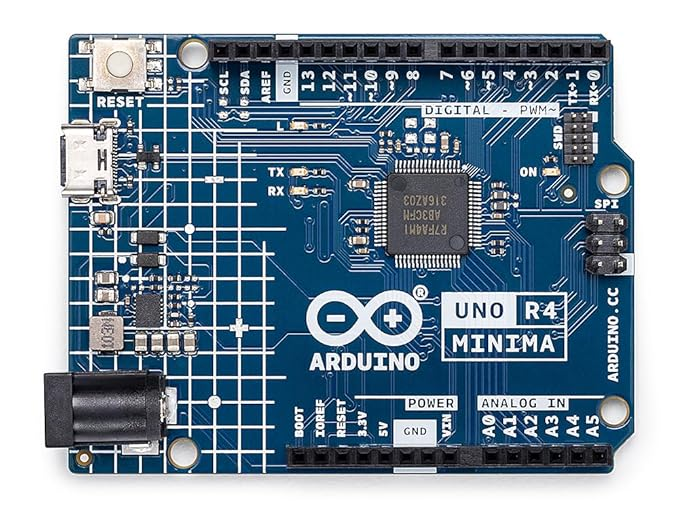 RESET
SCL
SDA
AREF
GND
13
12
~11
~10
~9
8
7
~6
~5
4
~3
2
TX→1
RX←0
DIGITAL - PWM~
L
TX
RX
SWD
ON
SPI
R7FA4M1
AB3CFM
316AZ03
®
ARDUINO
UNO R4
MINIMA
ARDUINO.CC
POWER
ANALOG IN
BOOT
IOREF
RESET
3.3V
5V
GND
VIN
A0
A1
A2
A3
A4
A5